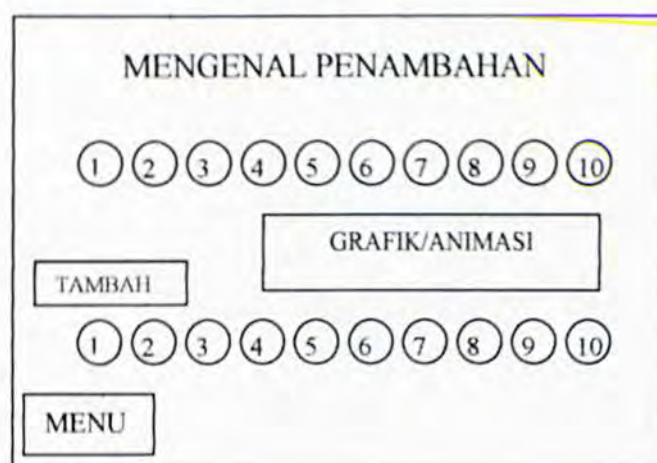 MENGENAL PENAMBAHAN
1 2 3 4 5 6 7 8 9 10
GRAFIK/ANIMASI
TAMBAH
1 2 3 4 5 6 7 8 9 10
MENU